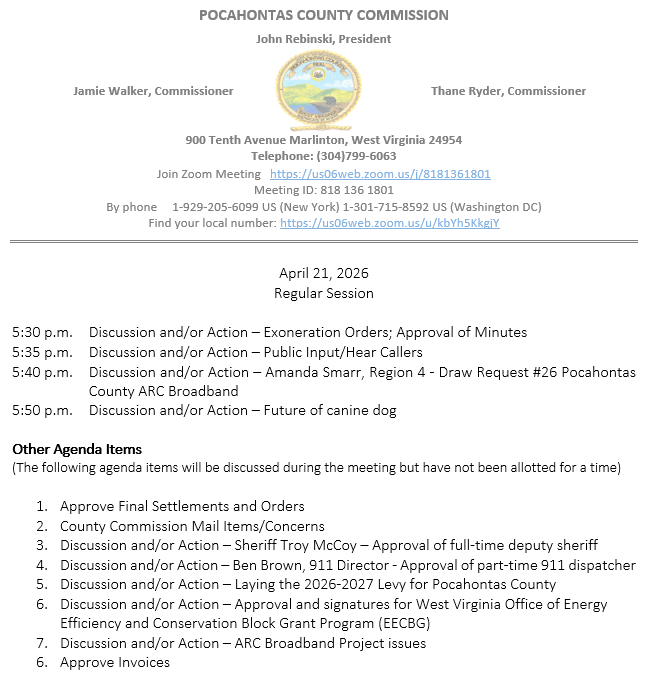 POCAHONTAS COUNTY COMMISSION
John Rebinski, President
Jamie Walker, Commissioner
Thane Ryder, Commissioner
900 Tenth Avenue Marlinton, West Virginia 24954
Telephone: (304)799-6063
Join Zoom Meeting https://us06web.zoom.us/j/8181361801
Meeting ID: 818 136 1801
By phone 1-929-205-6099 US (New York) 1-301-715-8592 US (Washington DC)
Find your local number: https://us06web.zoom.us/u/kbYh5KkgjY
April 21, 2026
Regular Session
5:30 p.m. Discussion and/or Action – Exoneration Orders; Approval of Minutes
5:35 p.m. Discussion and/or Action – Public Input/Hear Callers
5:40 p.m. Discussion and/or Action – Amanda Smarr, Region 4 - Draw Request #26 Pocahontas
County ARC Broadband
5:50 p.m. Discussion and/or Action – Future of canine dog
Other Agenda Items
(The following agenda items will be discussed during the meeting but have not been allotted for a time)
1. Approve Final Settlements and Orders
2. County Commission Mail Items/Concerns
3. Discussion and/or Action – Sheriff Troy McCoy – Approval of full-time deputy sheriff
4. Discussion and/or Action – Ben Brown, 911 Director - Approval of part-time 911 dispatcher
5. Discussion and/or Action – Laying the 2026-2027 Levy for Pocahontas County
6. Discussion and/or Action – Approval and signatures for West Virginia Office of Energy
Efficiency and Conservation Block Grant Program (EECBG)
7. Discussion and/or Action – ARC Broadband Project issues
6. Approve Invoices